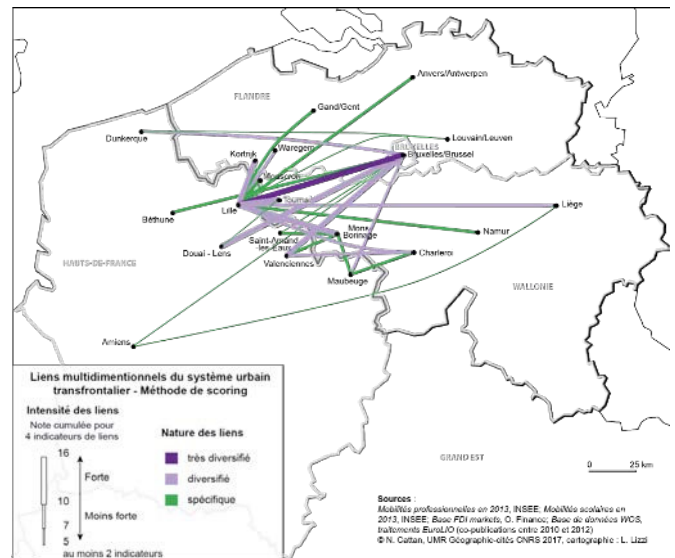 Anvers/Antwerpen
FLANDRE
Gand/Gent
Dunkerque
Louvain/Leuven
Waregem
BRUXELLES
Kortrijk
Bruxelles/Brussel
Mouscron
Tournai
Lille
Liège
Béthune
Mons
Borinage
Namur
Saint-Amand
les-Eaux
Douai - Lens
Valenciennes
Charleroi
HAUTS-DE-FRANCE
Maubeuge
WALLONIE
Amiens
Liens multidimentionnels du système urbain
transfrontalier - Méthode de scoring
Intensité des liens
Note cumulée pour
4 indicateurs de liens
16
Forte
10
Moins forte
7
5
au moins 2 indicateurs
Nature des liens
très diversifié
diversifié
spécifique
GRAND EST
0 25 km
Sources :
Mobilités professionnelles en 2013, INSEE; Mobilités scolaires en
2013, INSEE; Base FDI markets, O. Finance; Base de données WOS,
traitements EuroLIO (co-publications entre 2010 et 2012)
© N. Cattan, UMR Géographie-cités CNRS 2017, cartographie : L. Lizzi